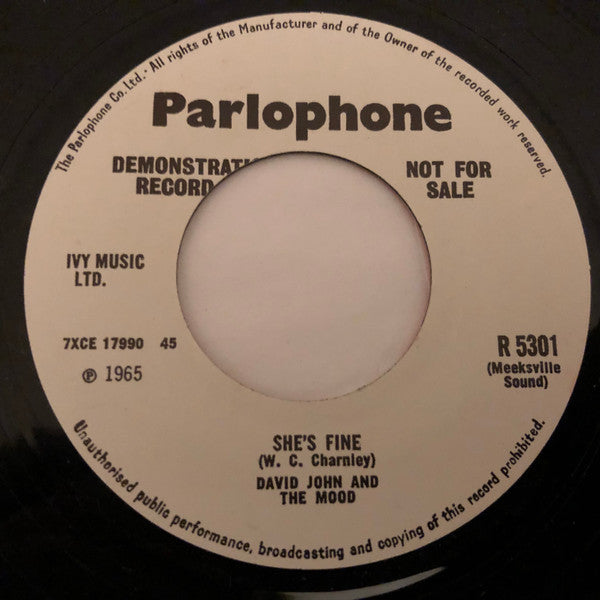 The Parlophone Co. Ltd. · All rights of the Manufacturer and of the Owner of the recorded work reserved.
Parlophone
DEMONSTRATI
RECORD
NOT FOR
SALE
IVY MUSIC
LTD.
7XCE 17990 45
℗ 1965
R 5301
(Meeksville
Sound)
SHE'S FINE
(W. C. Charnley)
DAVID JOHN AND
THE MOOD
Unauthorised public performance, broadcasting and copying of this record prohibited.